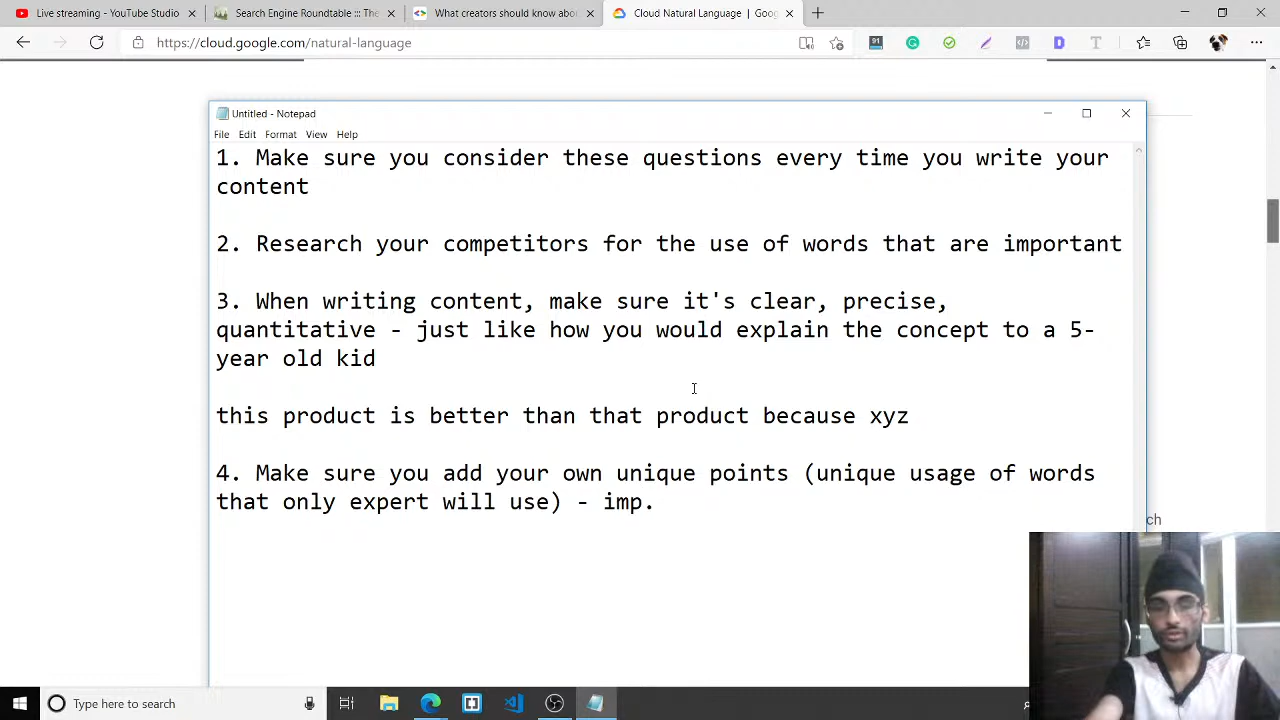 Live streaming - YouTube Studio
Search Engine Roundtable ::: The
What creators should know abou
Cloud Natural Language | Goog
https://cloud.google.com/natural-language
91
Untitled - Notepad
File Edit Format View Help
1. Make sure you consider these questions every time you write your
content
2. Research your competitors for the use of words that are important
3. When writing content, make sure it's clear, precise,
quantitative - just like how you would explain the concept to a 5-
year old kid
this product is better than that product because xyz
4. Make sure you add your own unique points (unique usage of words
that only expert will use) - imp.
ch
Type here to search